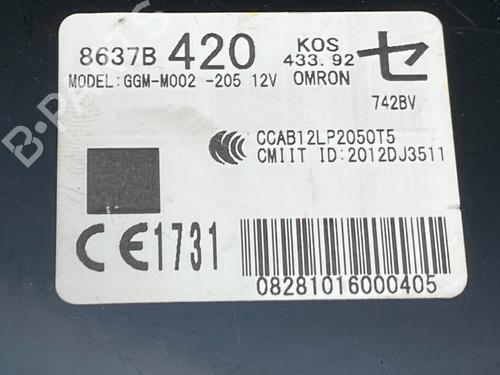 8637B 420 KOS 433.92 セ
MODEL:GGM-M002 -205 12V OMRON
742BV
CCAB12LP2050T5
CMIIT ID:2012DJ3511
CE1731
08281016000405
B-PARTS